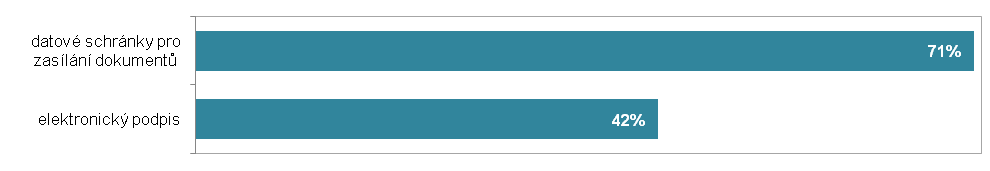 datové schránky pro
zasílání dokumentů
71%
elektronický podpis
42%